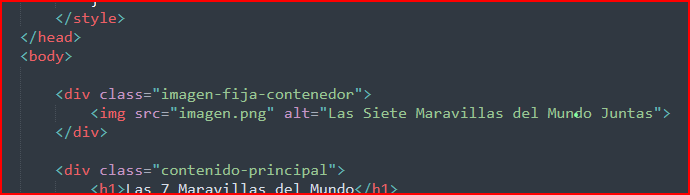 </style>
</head>
<body>
<div class="imagen-fija-contenedor">
<img src="imagen.png" alt="Las Siete Maravillas del Mundo Juntas">
</div>
<div class="contenido-principal">
<h1>Las 7 Maravillas del Mundo</h1>